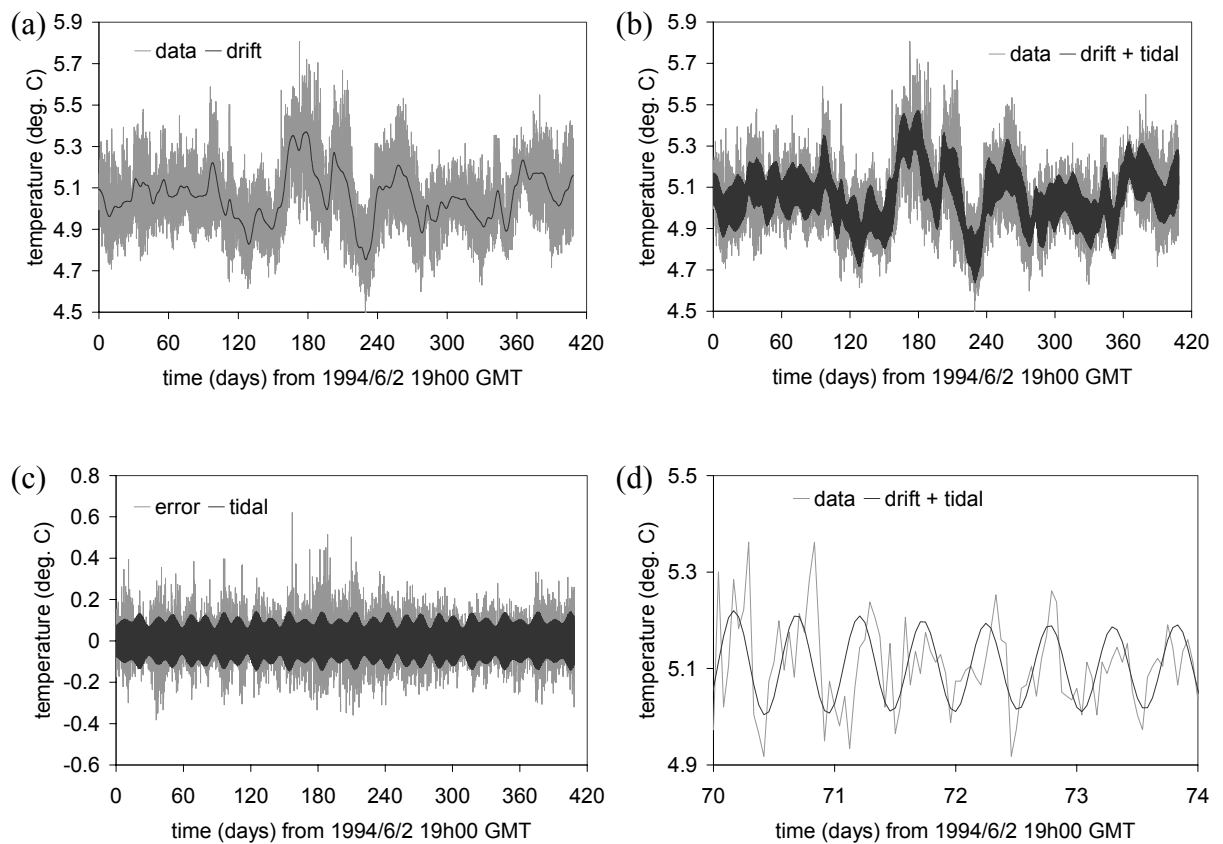 (a)
5.9
5.7
5.5
5.3
5.1
4.9
4.7
4.5
temperature (deg. C)
data drift
0 60 120 180 240 300 360 420
time (days) from 1994/6/2 19h00 GMT
(b)
5.9
5.7
5.5
5.3
5.1
4.9
4.7
4.5
temperature (deg. C)
data drift + tidal
0 60 120 180 240 300 360 420
time (days) from 1994/6/2 19h00 GMT
(c)
0.8
0.6
0.4
0.2
0
-0.2
-0.4
-0.6
temperature (deg. C)
error tidal
0 60 120 180 240 300 360 420
time (days) from 1994/6/2 19h00 GMT
(d)
5.5
5.3
5.1
4.9
temperature (deg. C)
data drift + tidal
70 71 72 73 74
time (days) from 1994/6/2 19h00 GMT